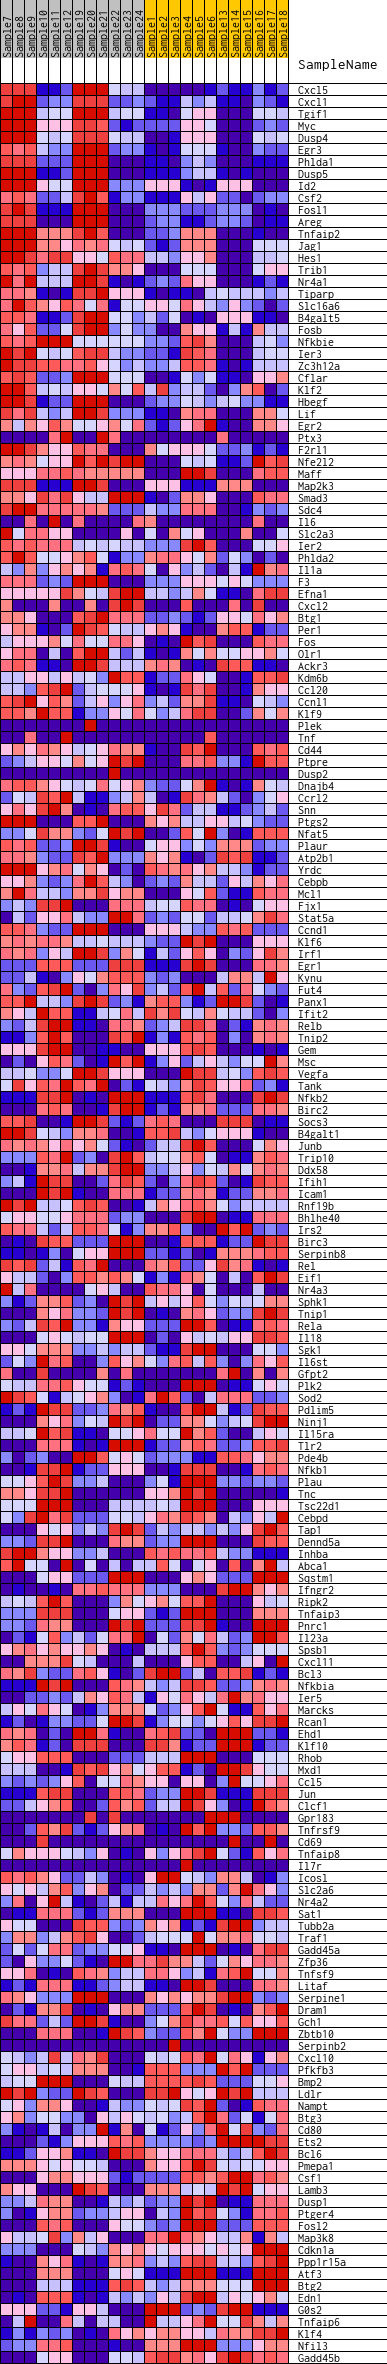 Sample7
Sample8
Sample9
Sample10
Sample11
Sample12
Sample19
Sample20
Sample21
Sample22
Sample23
Sample24
Sample1
Sample2
Sample3
Sample4
Sample5
Sample6
Sample13
Sample14
Sample15
Sample16
Sample17
Sample18
SampleName
Cxcl5
Cxcl1
Tgif1
Myc
Dusp4
Egr3
Phlda1
Dusp5
Id2
Csf2
Fosl1
Areg
Tnfaip2
Jag1
Hes1
Trib1
Nr4a1
Tiparp
Slc16a6
B4galt5
Fosb
Nfkbie
Ier3
Zc3h12a
Cflar
Klf2
Hbegf
Lif
Egr2
Ptx3
F2rl1
Nfe2l2
Maff
Map2k3
Smad3
Sdc4
Il6
Slc2a3
Ier2
Phlda2
Il1a
F3
Efna1
Cxcl2
Btg1
Per1
Fos
Olr1
Ackr3
Kdm6b
Ccl20
Ccnl1
Klf9
Plek
Tnf
Cd44
Ptpre
Dusp2
Dnajb4
Ccrl2
Snn
Ptgs2
Nfat5
Plaur
Atp2b1
Yrdc
Cebpb
Mcl1
Fjx1
Stat5a
Ccnd1
Klf6
Irf1
Egr1
Kynu
Fut4
Panx1
Ifit2
Relb
Tnip2
Gem
Msc
Vegfa
Tank
Nfkb2
Birc2
Socs3
B4galt1
Junb
Trip10
Ddx58
Ifih1
Icam1
Rnf19b
Bhlhe40
Irs2
Birc3
Serpinb8
Rel
Eif1
Nr4a3
Sphk1
Tnip1
Rela
Il18
Sgk1
Il6st
Gfpt2
Plk2
Sod2
Pdlim5
Ninj1
Il15ra
Tlr2
Pde4b
Nfkb1
Plau
Tnc
Tsc22d1
Cebpd
Tap1
Dennd5a
Inhba
Abca1
Sqstm1
Ifngr2
Ripk2
Tnfaip3
Pnrc1
Il23a
Spsb1
Cxcl11
Bcl3
Nfkbia
Ier5
Marcks
Rcan1
Ehd1
Klf10
Rhob
Mxd1
Ccl5
Jun
Clcf1
Gpr183
Tnfrsf9
Cd69
Tnfaip8
Il7r
Icosl
Slc2a6
Nr4a2
Sat1
Tubb2a
Traf1
Gadd45a
Zfp36
Tnfsf9
Litaf
Serpine1
Dram1
Gch1
Zbtb10
Serpinb2
Cxcl10
Pfkfb3
Bmp2
Ldlr
Nampt
Btg3
Cd80
Ets2
Bcl6
Pmepa1
Csf1
Lamb3
Dusp1
Ptger4
Fosl2
Map3k8
Cdkn1a
Ppp1r15a
Atf3
Btg2
Edn1
G0s2
Tnfaip6
Klf4
Nfil3
Gadd45b